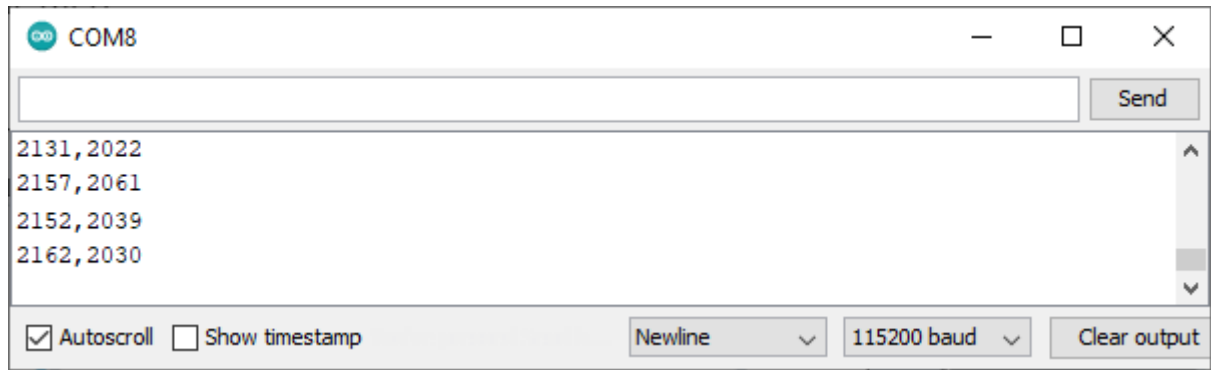 COM8
Send
2131,2022
2157,2061
2152,2039
2162,2030
Autoscroll Show timestamp Newline 115200 baud Clear output